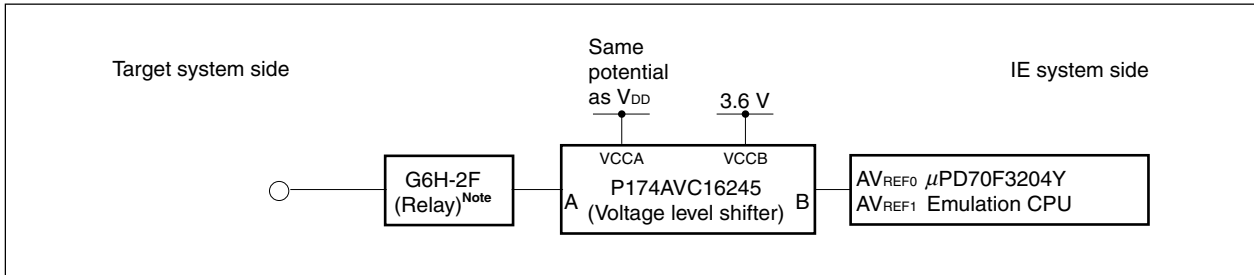 Target system side
Same
potential
as VDD
3.6 V
IE system side
VCCA
VCCB
G6H-2F
(Relay)Note
A
P174AVC16245
(Voltage level shifter)
B
AVREF0 μPD70F3204Y
AVREF1 Emulation CPU